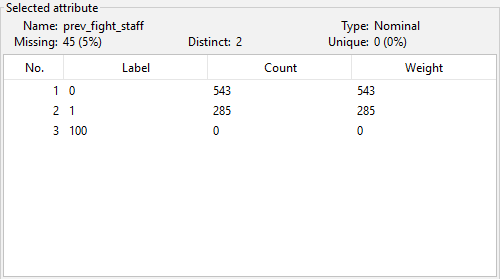 Selected attribute
Name: prev_fight_staff Type: Nominal
Missing: 45 (5%) Distinct: 2 Unique: 0 (0%)
No. Label Count Weight
1 0 543 543
2 1 285 285
3 100 0 0